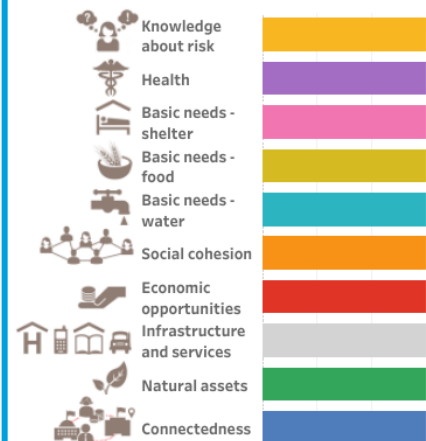 Knowledge
about risk
Health
Basic needs -
shelter
Basic needs -
food
Basic needs -
water
Social cohesion
Economic
opportunities
Infrastructure
and services
Natural assets
Connectedness